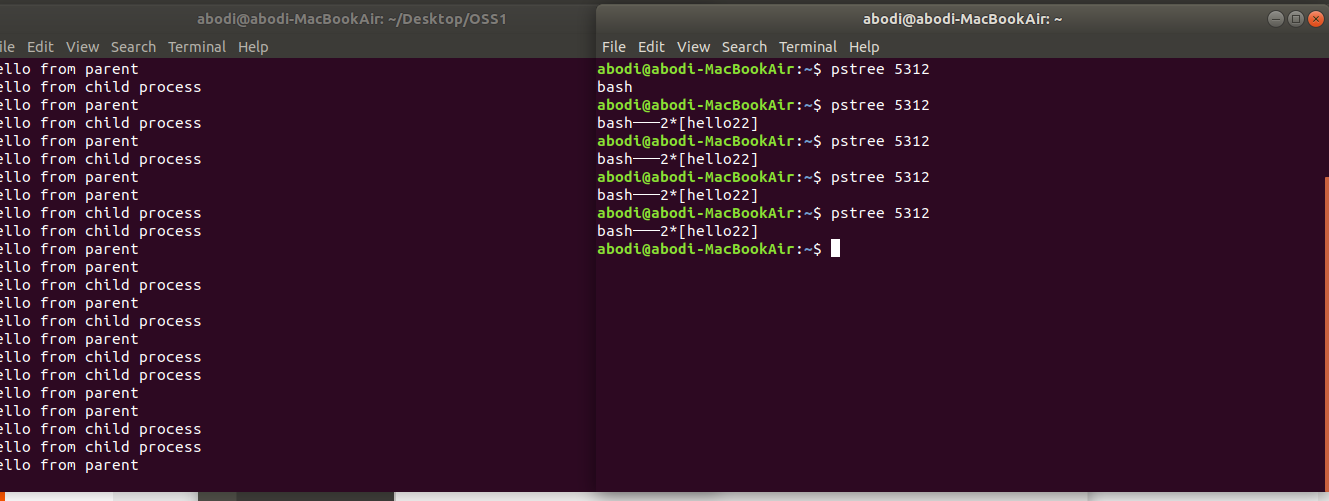 abodi@abodi-MacBookAir: ~/Desktop/OSS1
ile Edit View Search Terminal Help
ello from parent
ello from child process
ello from parent
ello from child process
ello from parent
ello from child process
ello from parent
ello from parent
ello from child process
ello from child process
ello from parent
ello from parent
ello from child process
ello from parent
ello from child process
ello from parent
ello from child process
ello from child process
ello from parent
ello from parent
ello from child process
ello from child process
ello from parent
abodi@abodi-MacBookAir: ~
File Edit View Search Terminal Help
abodi@abodi-MacBookAir:~$ pstree 5312
bash
abodi@abodi-MacBookAir:~$ pstree 5312
bash───2*[hello22]
abodi@abodi-MacBookAir:~$ pstree 5312
bash───2*[hello22]
abodi@abodi-MacBookAir:~$ pstree 5312
bash───2*[hello22]
abodi@abodi-MacBookAir:~$ pstree 5312
bash───2*[hello22]
abodi@abodi-MacBookAir:~$